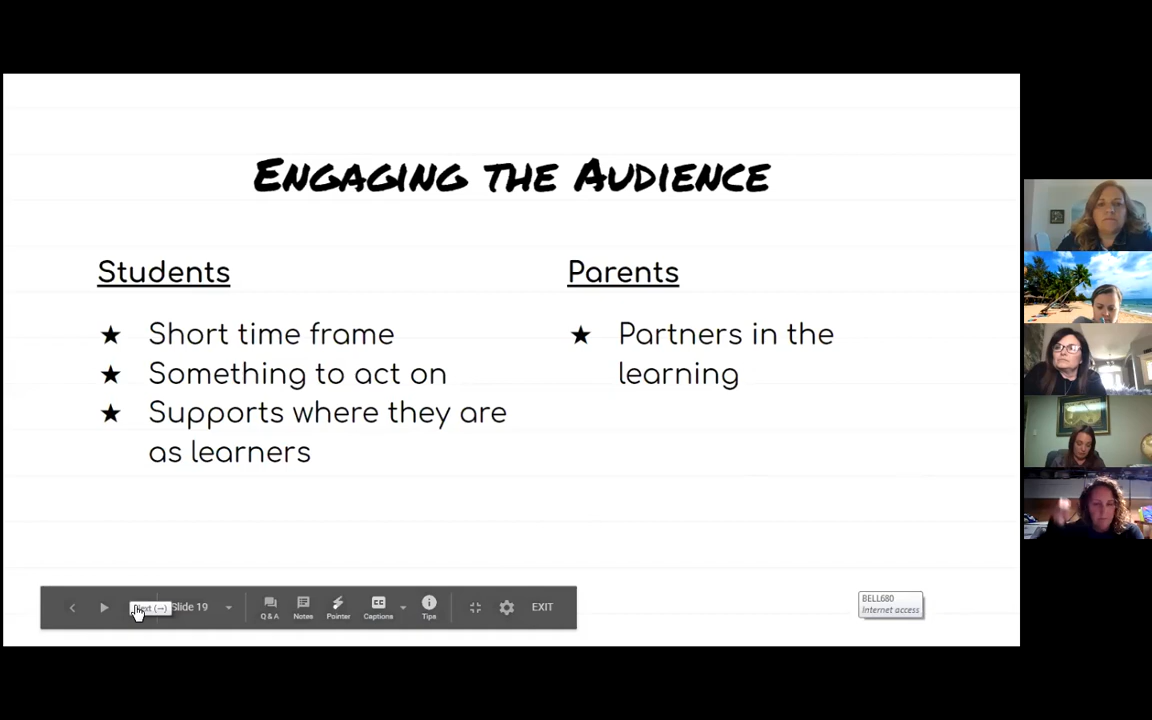 ENGAGING THE AUDIENCE
Students
★ Short time frame
★ Something to act on
★ Supports where they are
as learners
Parents
★ Partners in the
learning
Next (→)
Slide 19
Q & A
Notes
Pointer
Captions
Tips
EXIT
BELL680
Internet access